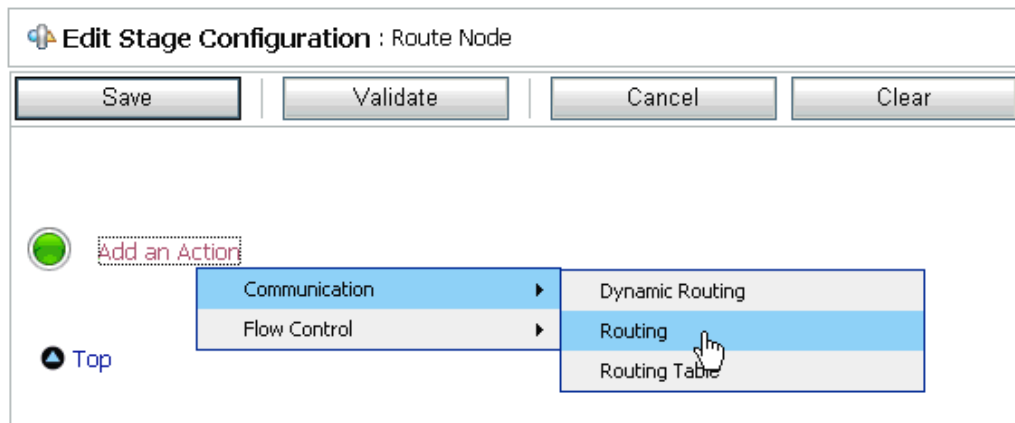 Edit Stage Configuration : Route Node
Save Validate Cancel Clear
Add an Action
Communication
Flow Control
Dynamic Routing
Routing
Routing Table
Top